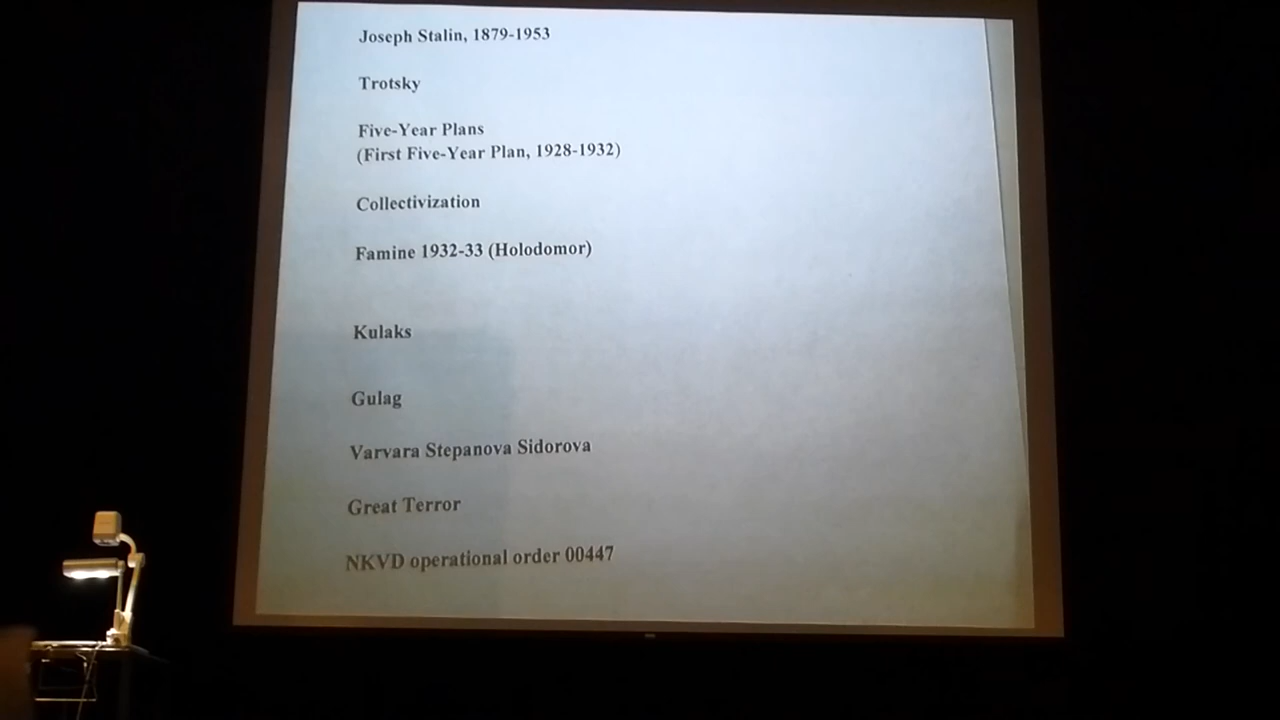 Joseph Stalin, 1879-1953
Trotsky
Five-Year Plans
(First Five-Year Plan, 1928-1932)
Collectivization
Famine 1932-33 (Holodomor)
Kulaks
Gulag
Varvara Stepanova Sidorova
Great Terror
NKVD operational order 00447